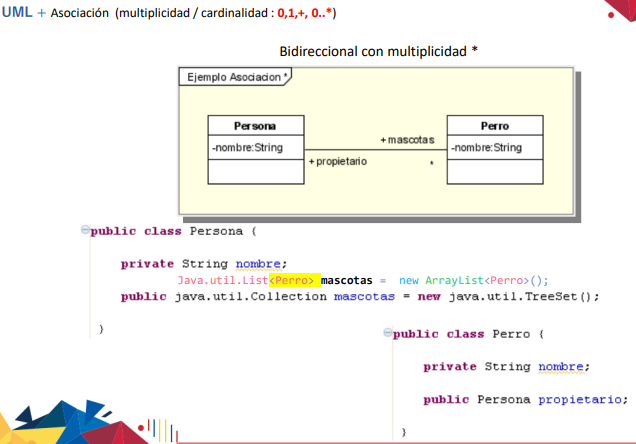 UML + Asociación (multiplicidad / cardinalidad : 0,1,+, 0..*)
Bidireccional con multiplicidad *
Ejemplo Asociacion *
Persona
-nombre:String
+mascotas
+propietario
*
Perro
-nombre:String
public class Persona {
private String nombre;
Java.util.List<Perro> mascotas = new ArrayList<Perro>();
public java.util.Collection mascotas = new java.util.TreeSet();
}
public class Perro {
private String nombre;
public Persona propietario;
}